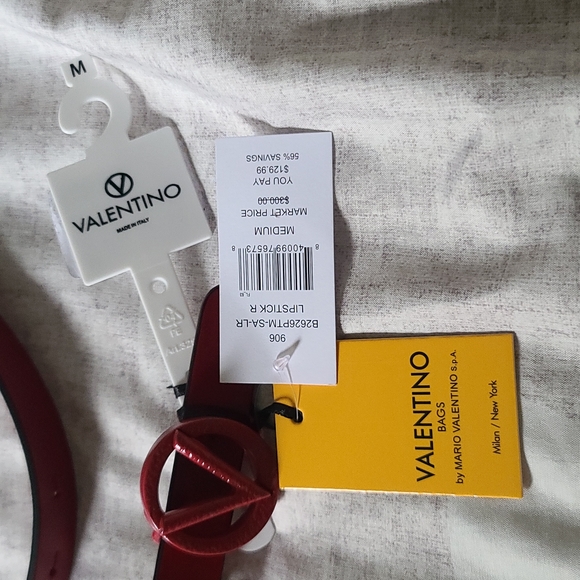 M
VALENTINO
MADE IN ITALY
906
B2626PTM-SA-LR
LIPSTICK R
8 40099 76573 8
MEDIUM
MARKET PRICE
$300.00
YOU PAY
$129.99
56% SAVINGS
VALENTINO
BAGS
by MARIO VALENTINO S.p.A.
Milan / New York